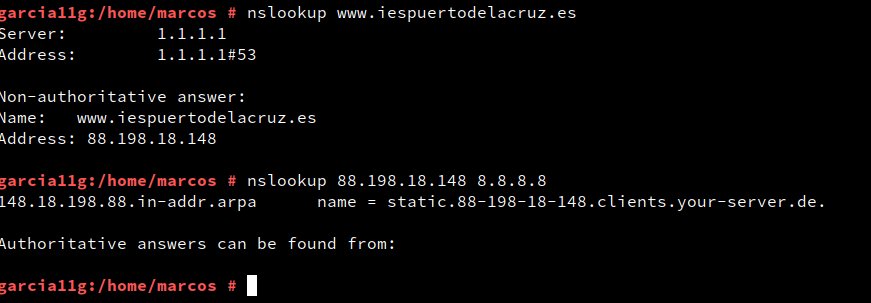 garcia11g:/home/marcos # nslookup www.iespuertodelacruz.es
Server:         1.1.1.1
Address:        1.1.1.1#53
Non-authoritative answer:
Name:   www.iespuertodelacruz.es
Address: 88.198.18.148
garcia11g:/home/marcos # nslookup 88.198.18.148 8.8.8.8
148.18.198.88.in-addr.arpa      name = static.88-198-18-148.clients.your-server.de.
Authoritative answers can be found from:
garcia11g:/home/marcos #